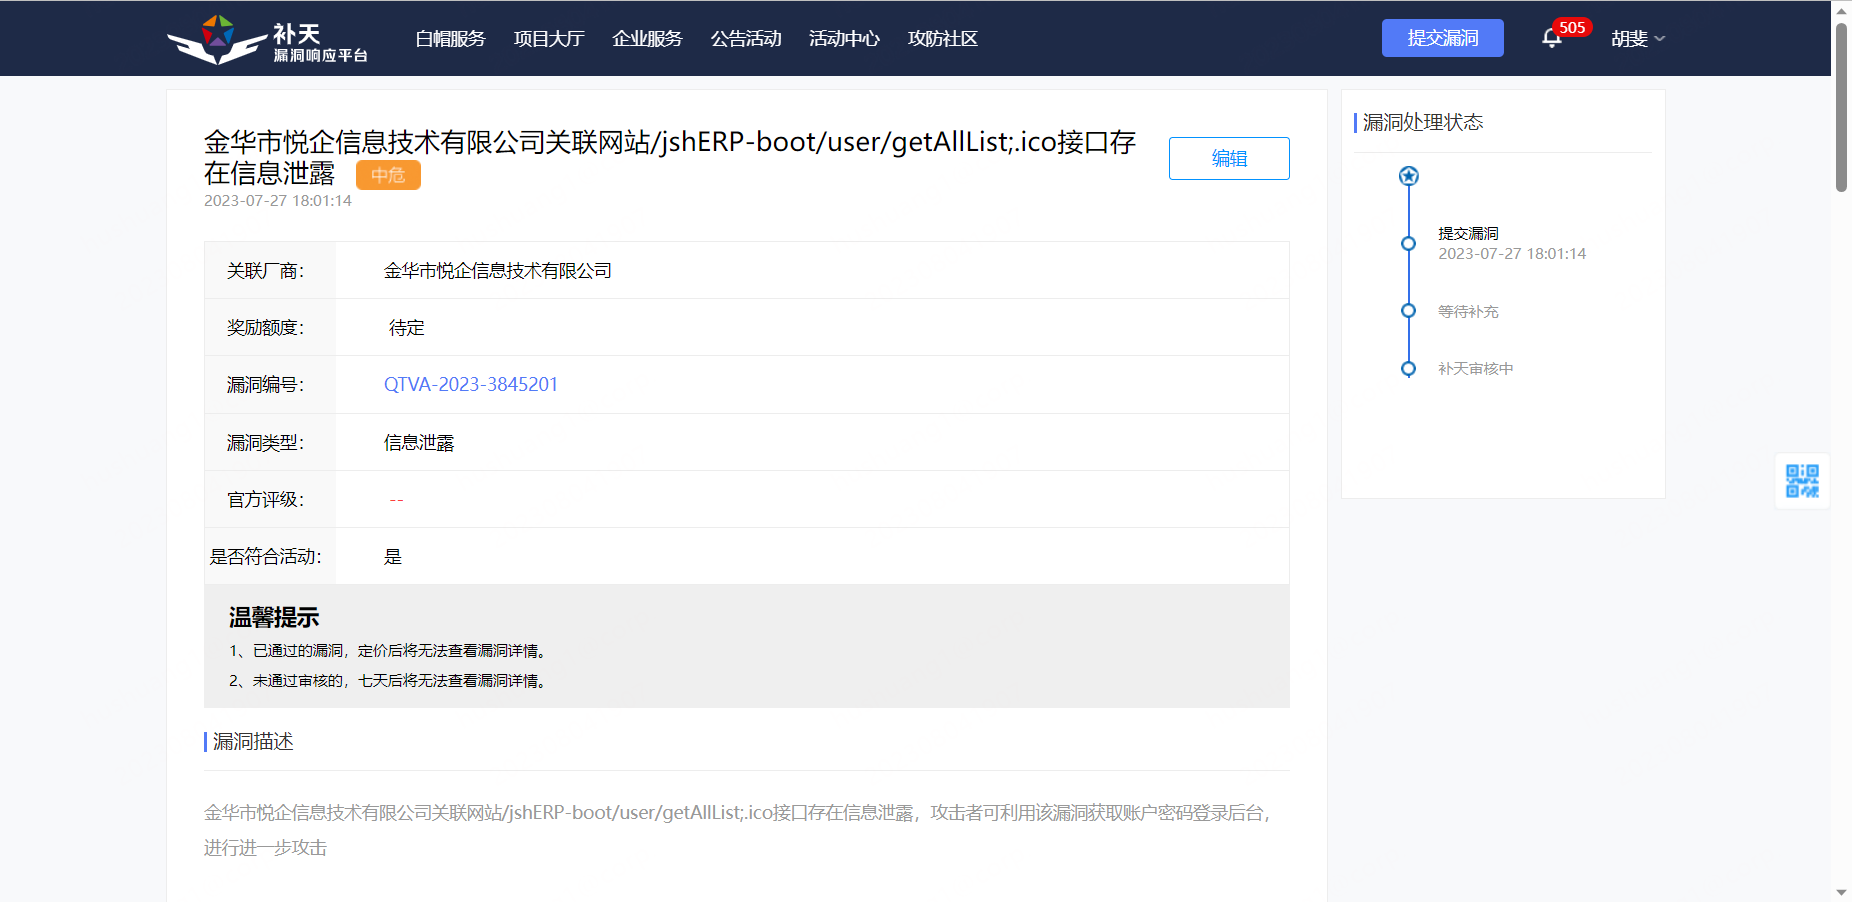 补天
漏洞响应平台
白帽服务 项目大厅 企业服务 公告活动 活动中心 攻防社区
提交漏洞
505
胡斐
金华市悦企信息技术有限公司关联网站/jshERP-boot/user/getAllList;.ico接口存
在信息泄露 中危
2023-07-27 18:01:14
编辑
关联厂商： 金华市悦企信息技术有限公司
奖励额度： 待定
漏洞编号： QTVA-2023-3845201
漏洞类型： 信息泄露
官方评级： --
是否符合活动： 是
温馨提示
1、已通过的漏洞，定价后将无法查看漏洞详情。
2、未通过审核的，七天后将无法查看漏洞详情。
漏洞描述
金华市悦企信息技术有限公司关联网站/jshERP-boot/user/getAllList;.ico接口存在信息泄露，攻击者可利用该漏洞获取账户密码登录后台，
进行进一步攻击
漏洞处理状态
提交漏洞
2023-07-27 18:01:14
等待补充
补天审核中